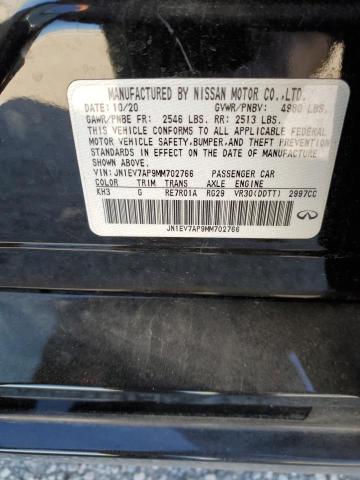 MANUFACTURED BY NISSAN MOTOR CO.,LTD.
DATE:10/20 GVWR/PNBV: 4980 LBS.
GAWR/PNBE FR: 2546 LBS. RR: 2513 LBS.
THIS VEHICLE CONFORMS TO ALL APPLICABLE FEDERAL
MOTOR VEHICLE SAFETY,BUMPER,AND THEFT
PREVENTION STANDARDS IN EFFECT ON THE DATE OF MANUFACTURE
SHOWN ABOVE.
VIN: JN1EV7AP9MM702766 PASSENGER CAR
COLOR TRIM TRANS AXLE ENGINE
KH3 G RE7R01A RG29 VR30(DDTT) 2997CC
JN1EV7AP9MM702766